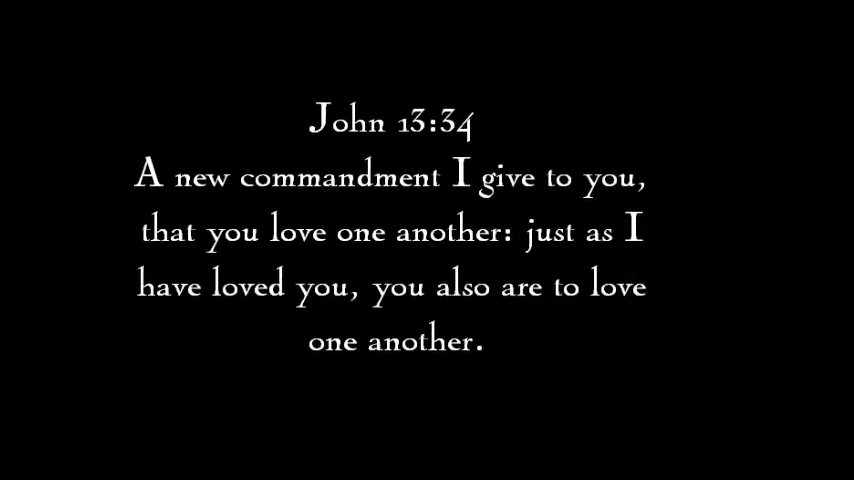 John 13:34
A new commandment I give to you,
that you love one another: just as I
have loved you, you also are to love
one another.